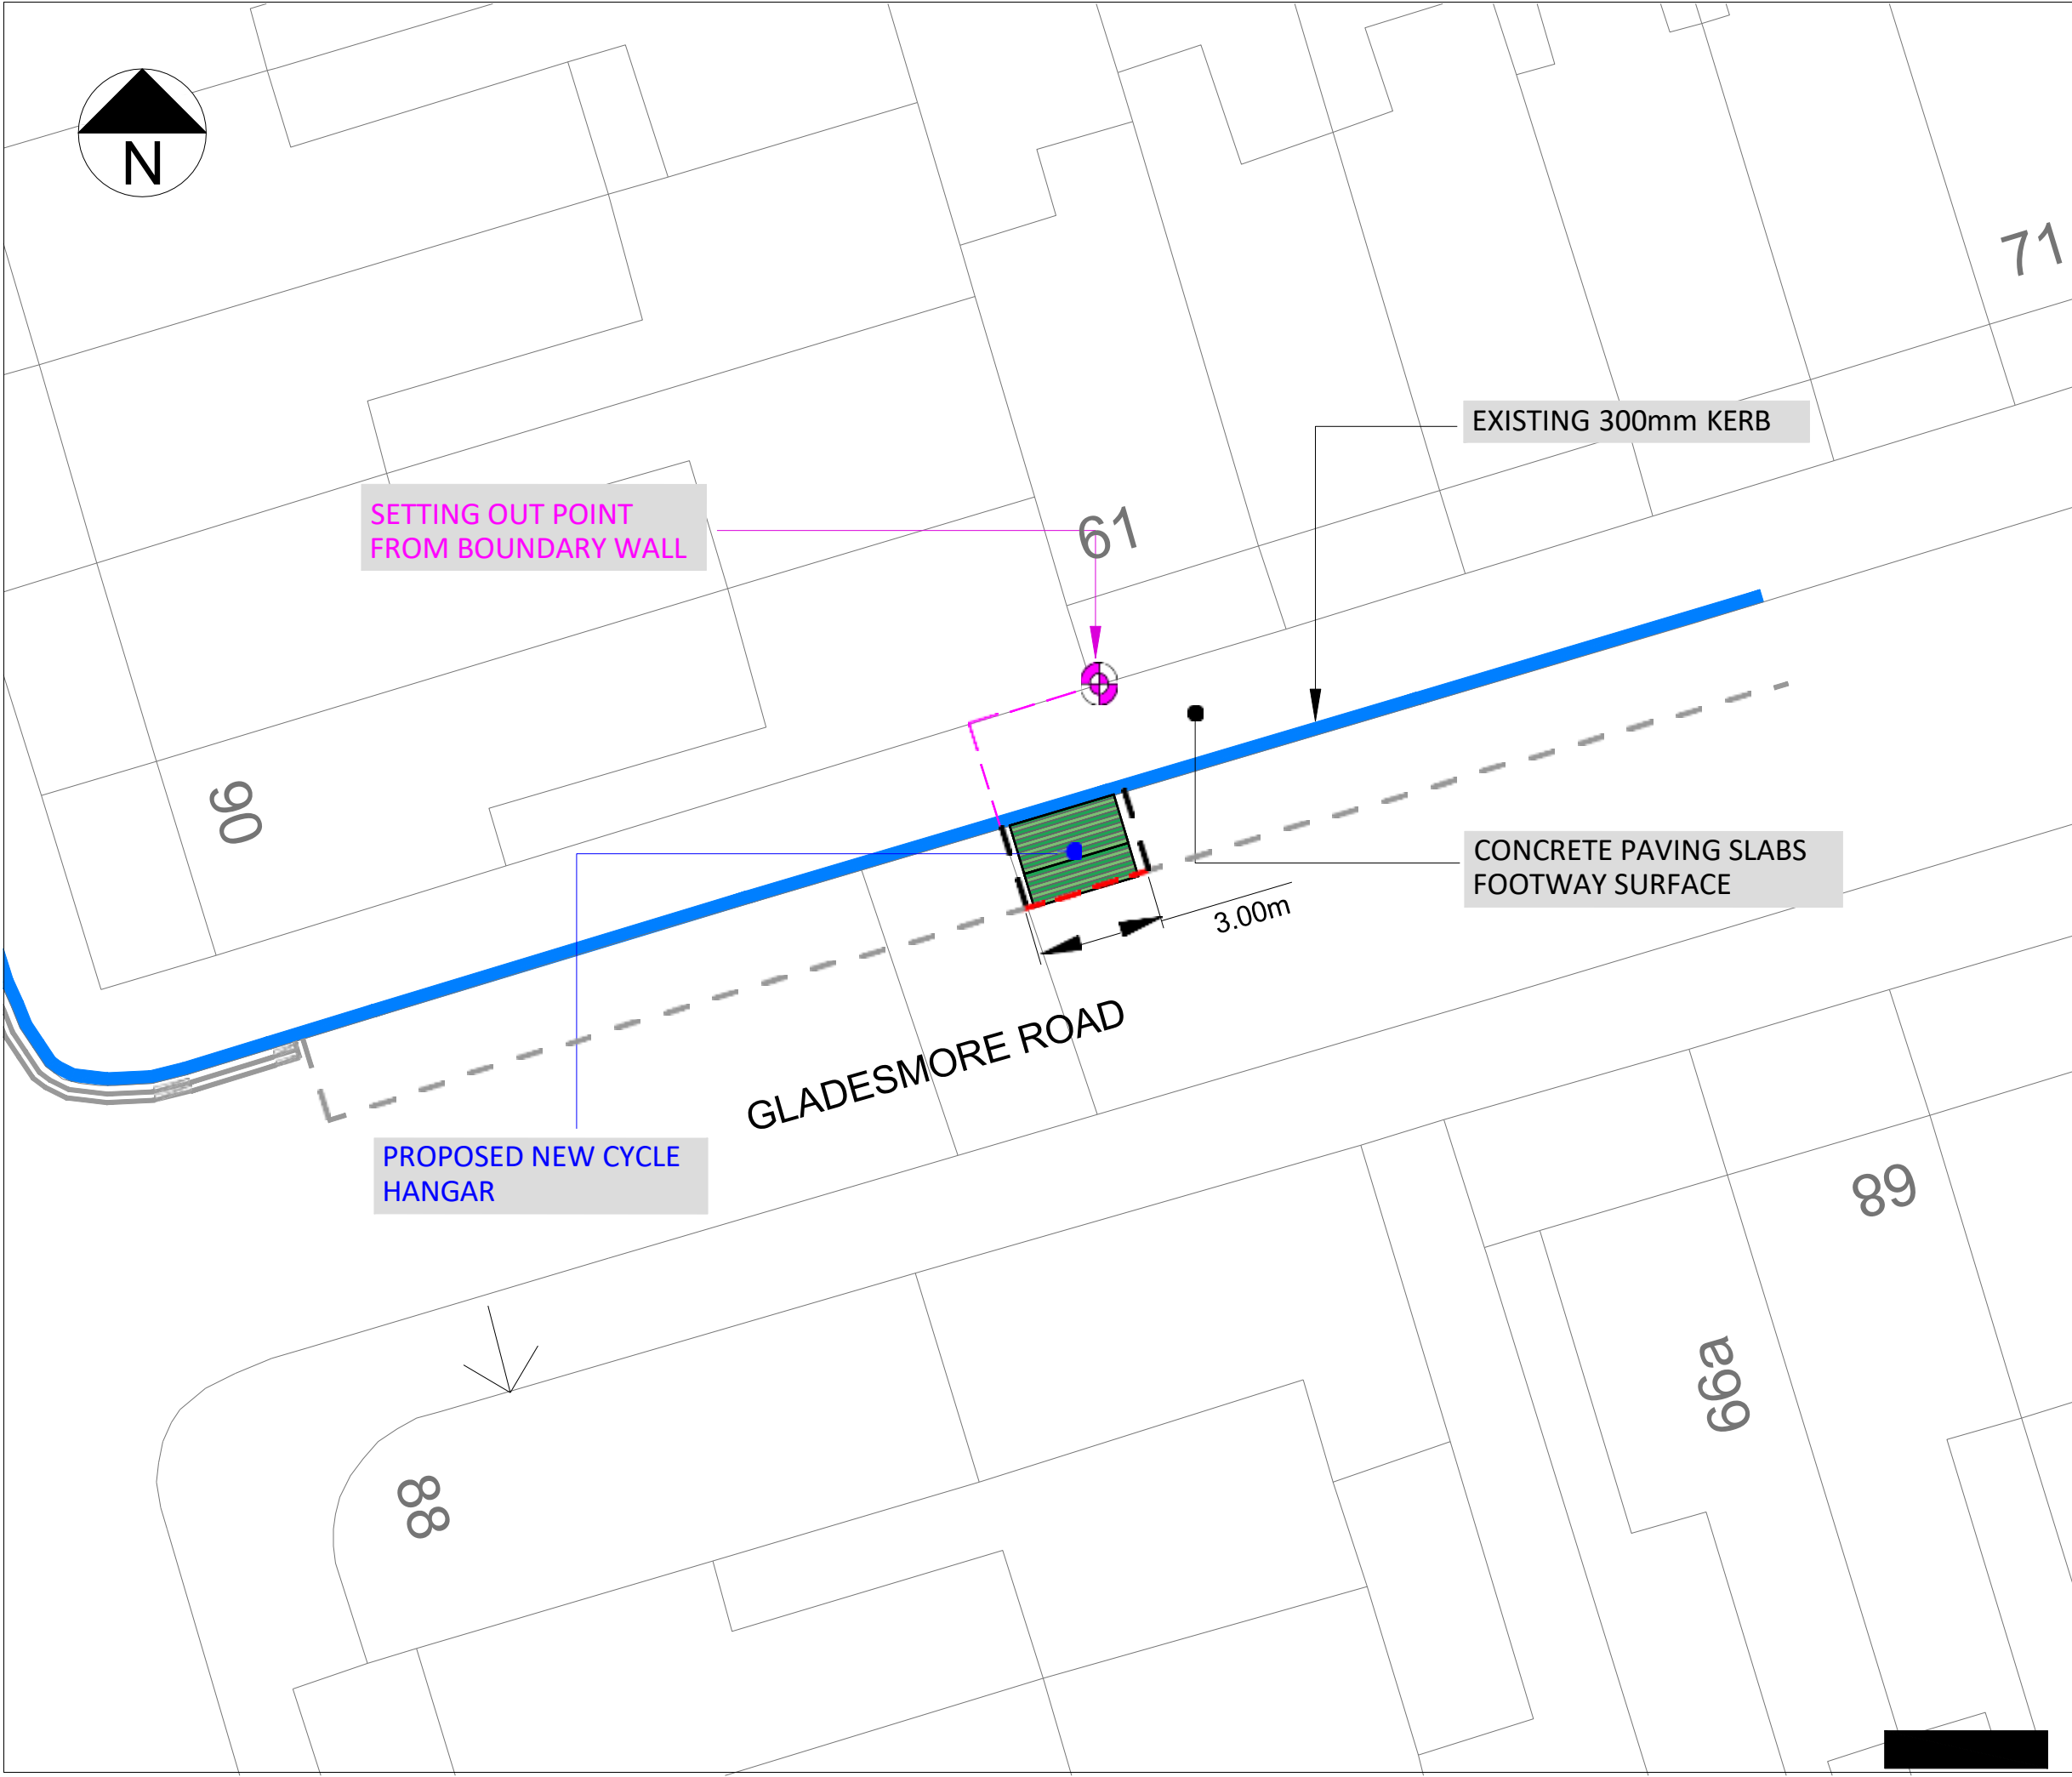 N
71
EXISTING 300mm KERB
SETTING OUT POINT
FROM BOUNDARY WALL
61
90
CONCRETE PAVING SLABS
FOOTWAY SURFACE
3.00m
GLADESMORE ROAD
PROPOSED NEW CYCLE
HANGAR
68
66a
88